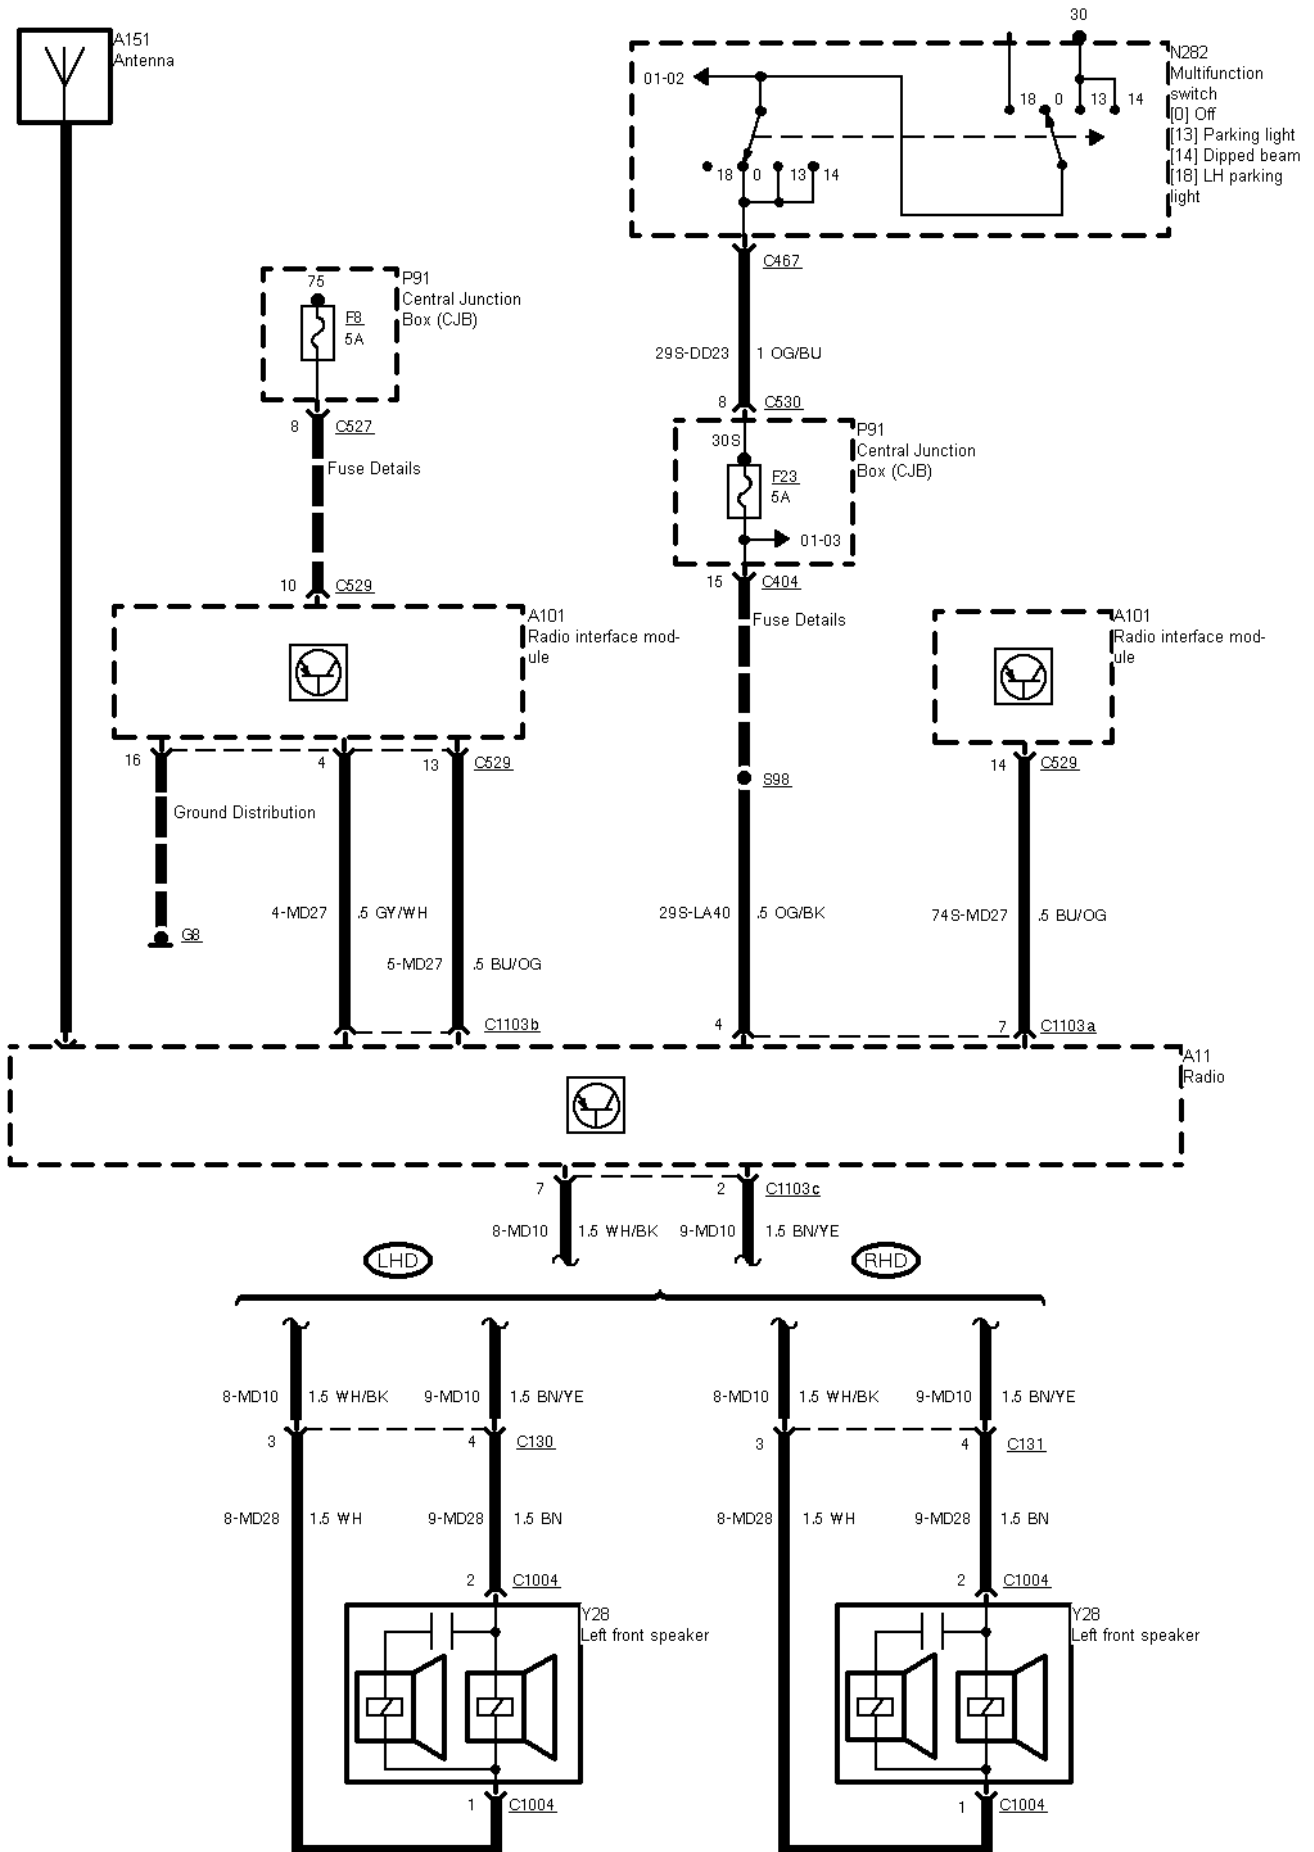 A151
Antenna
30
N282
Multifunction
switch
[0] Off
[13] Parking light
[14] Dipped beam
[18] LH parking
light
01-02
18 0 13 14
18 0 13 14
C467
75
P91
Central Junction
Box (CJB)
F8
5A
8 C527
Fuse Details
29S-DD23 1 OG/BU
8 C530
P91
Central Junction
Box (CJB)
30S
F23
5A
01-03
15 C404
Fuse Details
10 C529
A101
Radio interface mod-
ule
A101
Radio interface mod-
ule
16 4 13 C529
14 C529
S98
Ground Distribution
G8
4-MD27 .5 GY/WH
29S-LA40 .5 OG/BK
74S-MD27 .5 BU/OG
5-MD27 .5 BU/OG
C1103b
4 7 C1103a
A11
Radio
7 2 C1103c
8-MD10 1.5 WH/BK 9-MD10 1.5 BN/YE
LHD
RHD
8-MD10 1.5 WH/BK 9-MD10 1.5 BN/YE 8-MD10 1.5 WH/BK 9-MD10 1.5 BN/YE
3 4 C130 3 4 C131
8-MD28 1.5 WH 9-MD28 1.5 BN 8-MD28 1.5 WH 9-MD28 1.5 BN
2 C1004 2 C1004
Y28
Left front speaker
Y28
Left front speaker
1 C1004 1 C1004